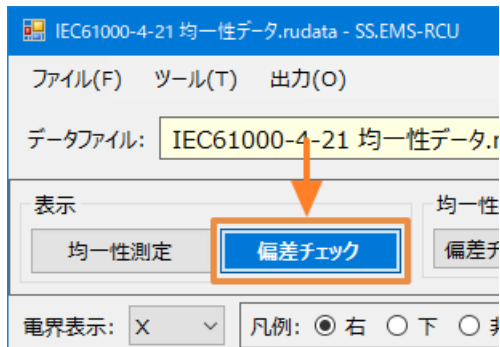 IEC61000-4-21 均一性データ.rudata - SS.EMS-RCU
ファイル(F) ツール(T) 出力(O)
データファイル: IEC61000-4-21 均一性データ.r
表示 均一性
均一性測定 偏差チェック 偏差チ
電界表示: X 凡例: 右 下